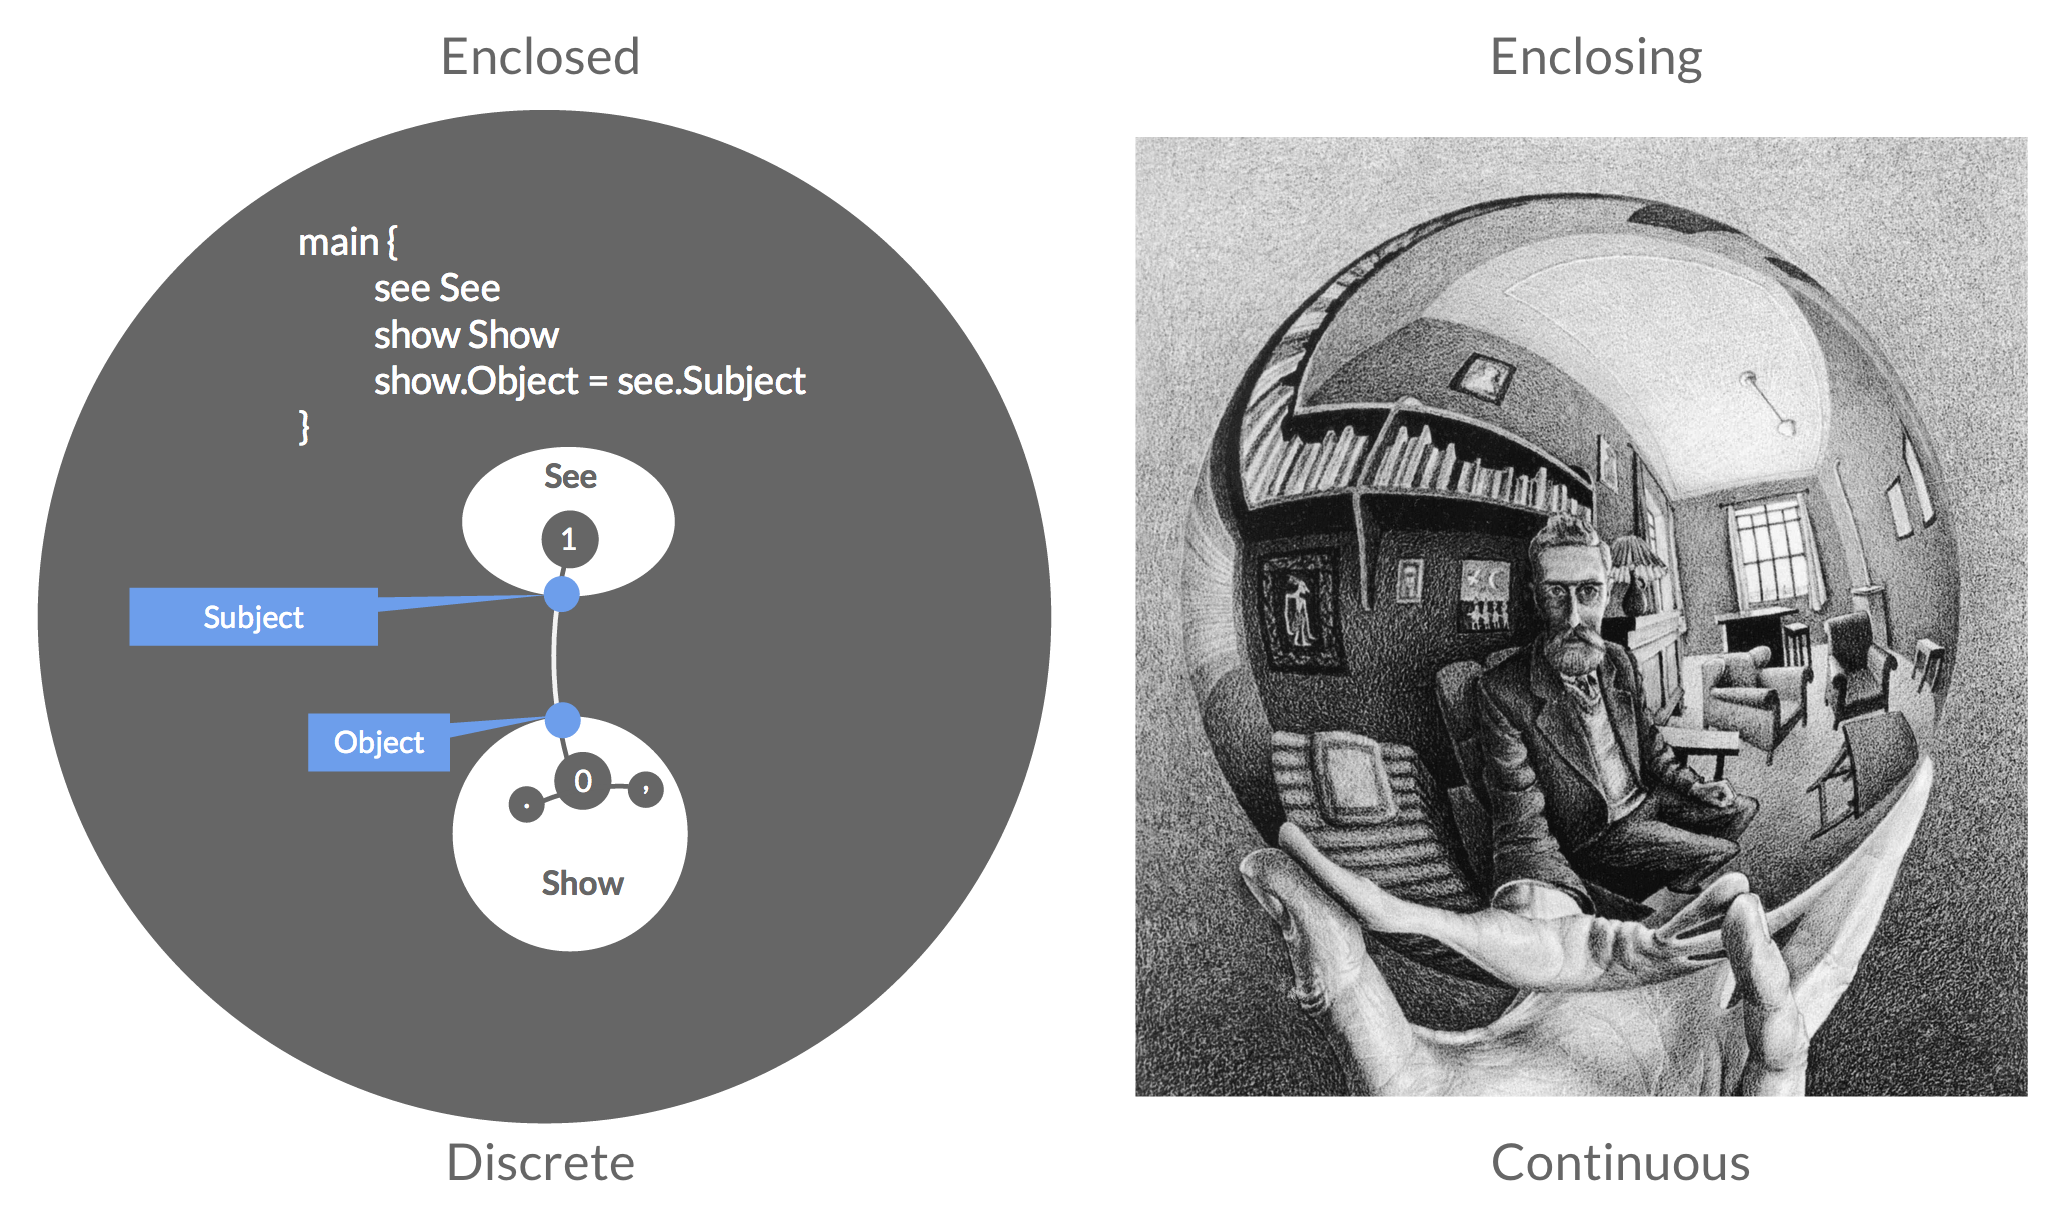 Enclosed
Enclosing
main {
see See
show Show
show.Object = see.Subject
}
See
1
Subject
Object
0
.
,
Show
Discrete
Continuous